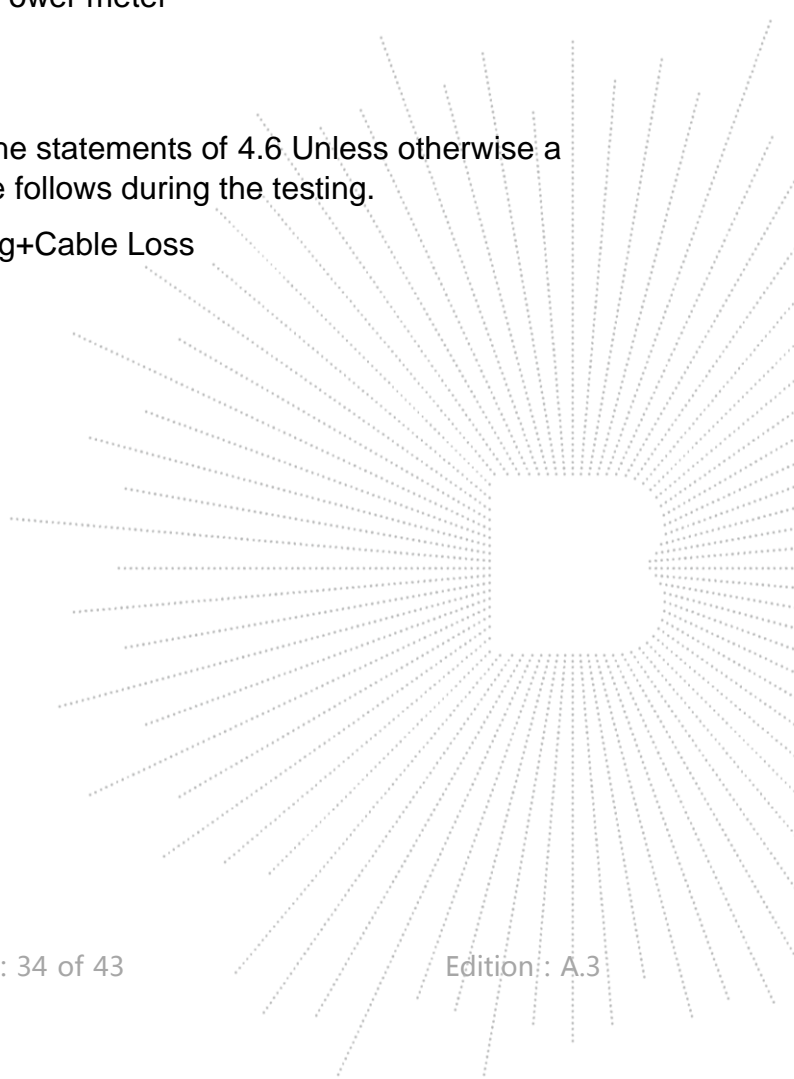 ower meter
he statements of 4.6 Unless otherwise a
e follows during the testing.
g+Cable Loss
: 34 of 43 Edition : A.3